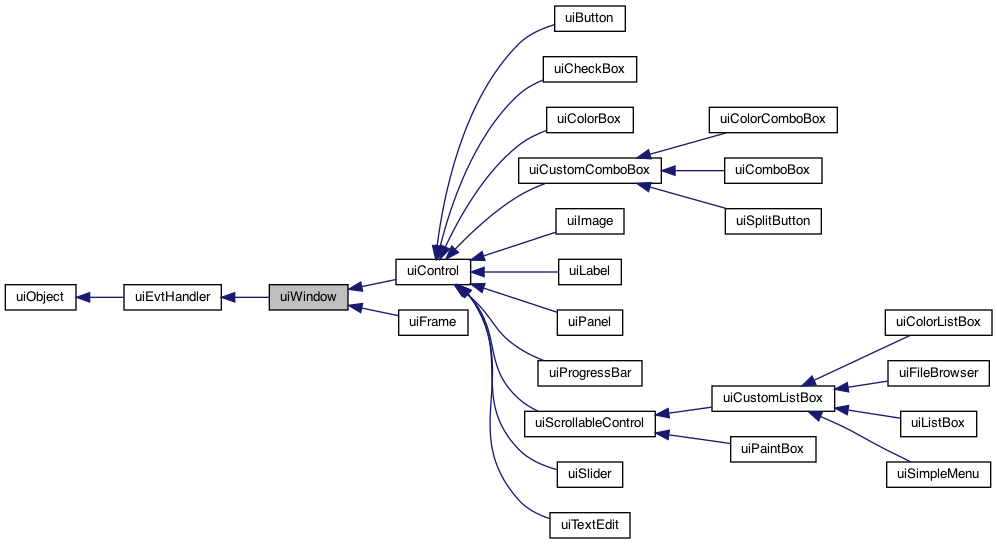 uiButton
uiCheckBox
uiColorBox
uiColorComboBox
uiCustomComboBox
uiComboBox
uiSplitButton
uiImage
uiControl
uiLabel
uiObject
uiEvtHandler
uiWindow
uiFrame
uiPanel
uiColorListBox
uiProgressBar
uiFileBrowser
uiCustomListBox
uiScrollableControl
uiListBox
uiPaintBox
uiSlider
uiSimpleMenu
uiTextEdit